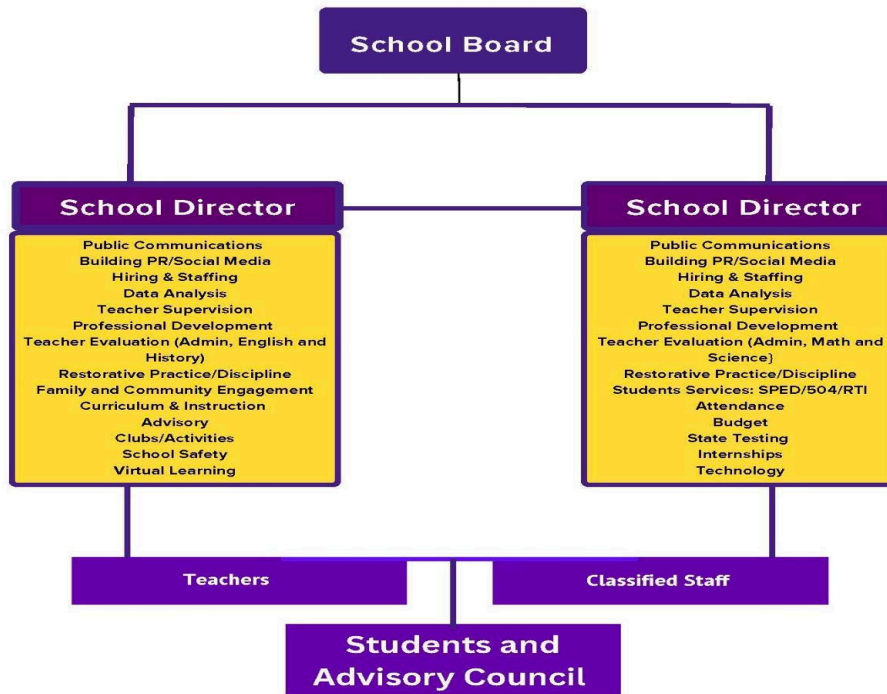 School Board
School Director
Public Communications
Building PR/Social Media
Hiring & Staffing
Data Analysis
Teacher Supervision
Professional Development
Teacher Evaluation (Admin, English and
History)
Restorative Practice/Discipline
Family and Community Engagement
Curriculum & Instruction
Advisory
Clubs/Activities
School Safety
Virtual Learning
School Director
Public Communications
Building PR/Social Media
Hiring & Staffing
Data Analysis
Teacher Supervision
Professional Development
Teacher Evaluation (Admin, Math and
Science}
Restorative Practice/Discipline
Students Services: SPED/504/RTI
Attendance
Budget
State Testing
Internships
Technology
Teachers
Classified Staff
Students and
Advisory Council